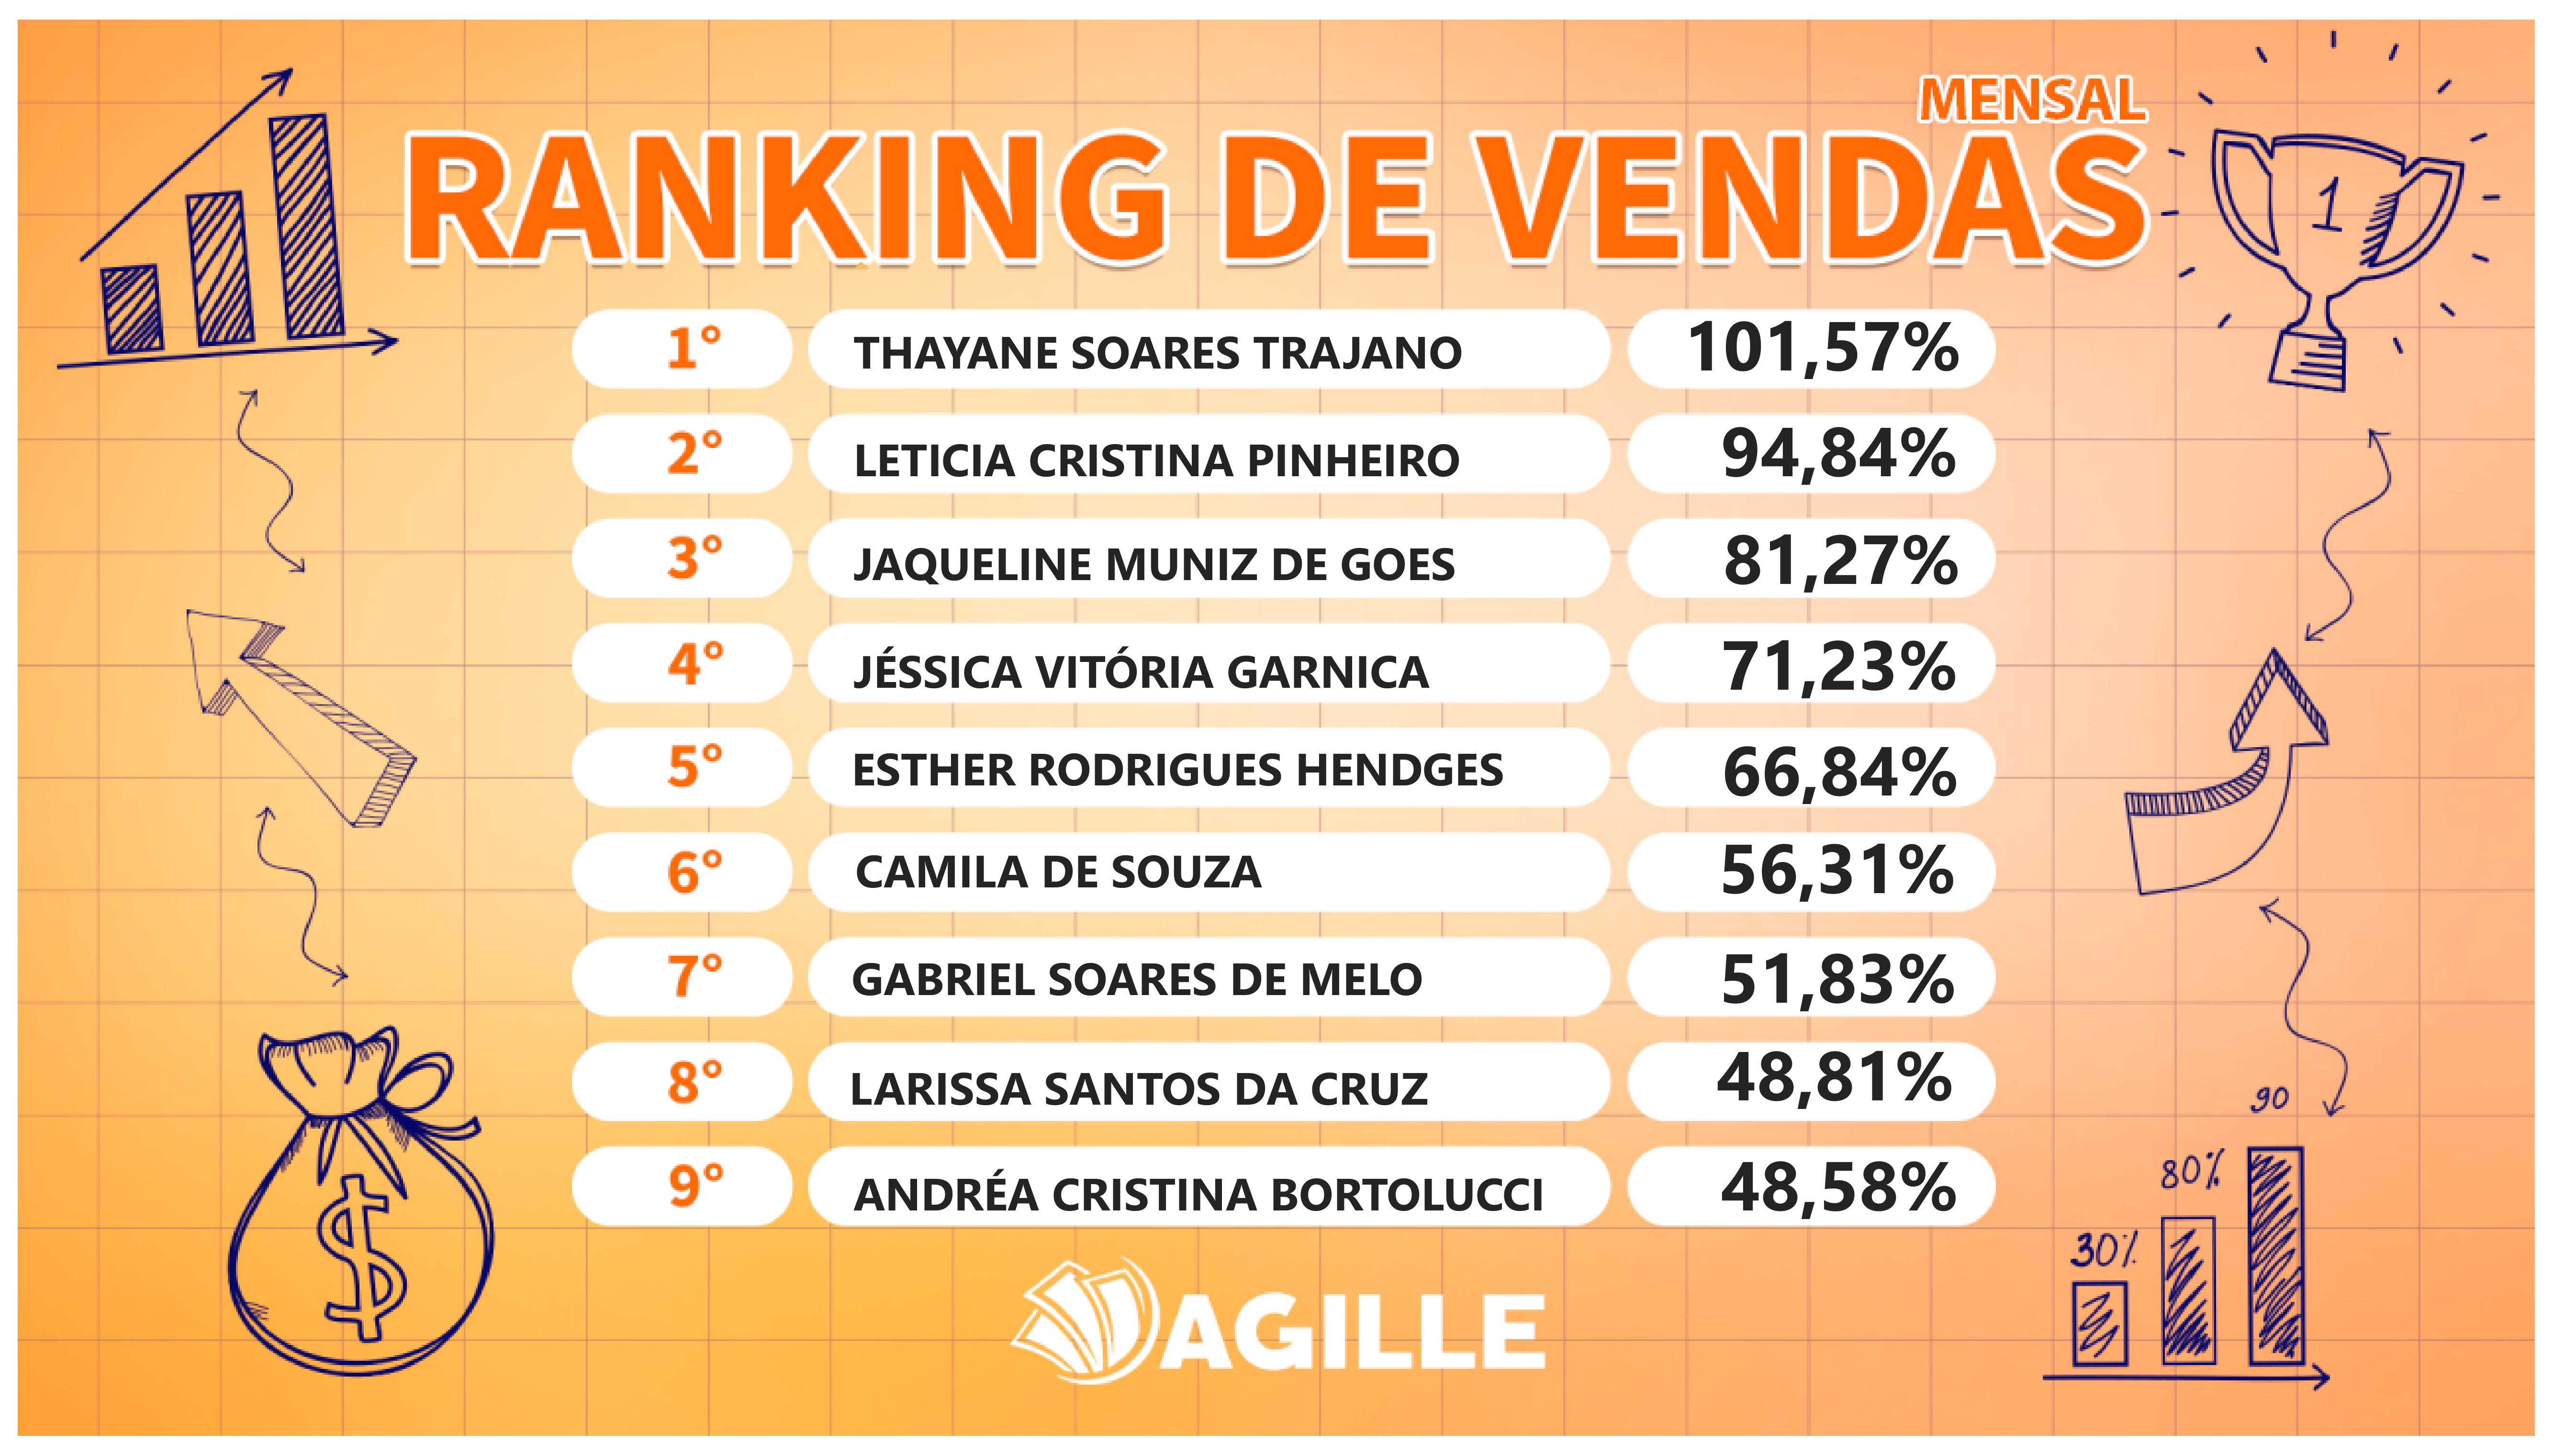 MENSAL
RANKING DE VENDAS
1
1° THAYANE SOARES TRAJANO 101,57%
2° LETICIA CRISTINA PINHEIRO 94,84%
3° JAQUELINE MUNIZ DE GOES 81,27%
4° JÉSSICA VITÓRIA GARNICA 71,23%
5° ESTHER RODRIGUES HENDGES 66,84%
6° CAMILA DE SOUZA 56,31%
7° GABRIEL SOARES DE MELO 51,83%
8° LARISSA SANTOS DA CRUZ 48,81%
9° ANDRÉA CRISTINA BORTOLUCCI 48,58%
90
80%
30%
$
AGILLE